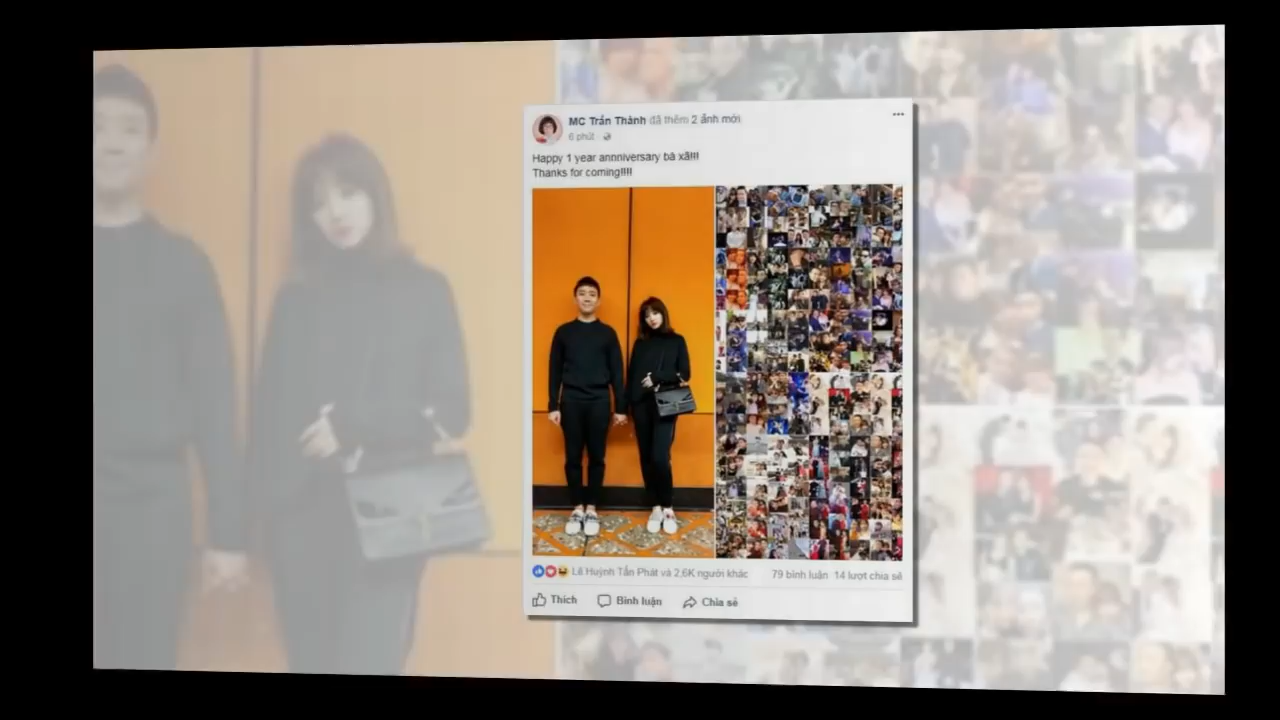 MC Trấn Thành đã thêm 2 ảnh mới
6 phút
Happy 1 year annniversary bà xã!!!
Thanks for coming!!!!
Lê Huỳnh Tấn Phát và 2,6K người khác
79 bình luận 14 lượt chia sẻ
Thích Bình luận Chia sẻ